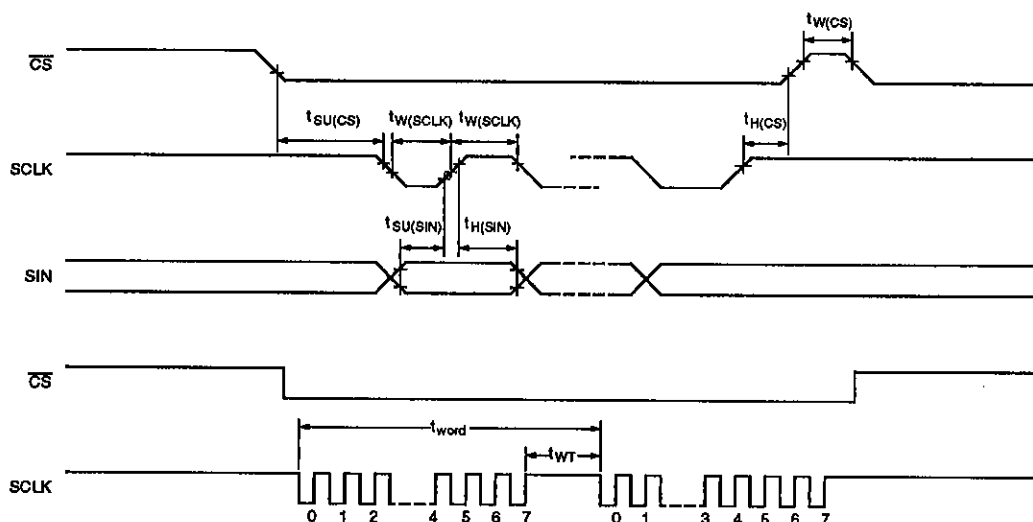 tW(CS)
CS
tSU(CS) tW(SCLK) tW(SCLK) tH(CS)
SCLK
tSU(SIN) tH(SIN)
SIN
CS
tword
tWT
SCLK
0 1 2 4 5 6 7 0 1 3 4 5 6 7